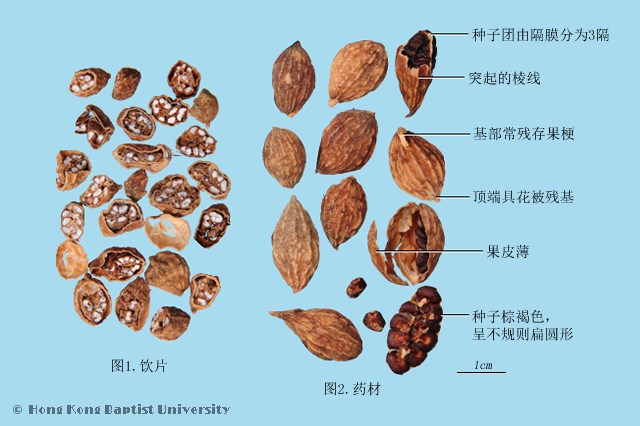 种子团由隔膜分为3隔
突起的棱线
基部常残存果梗
顶端具花被残基
果皮薄
种子棕褐色，
呈不规则扁圆形
1cm
图1.饮片
图2.药材
© Hong Kong Baptist University